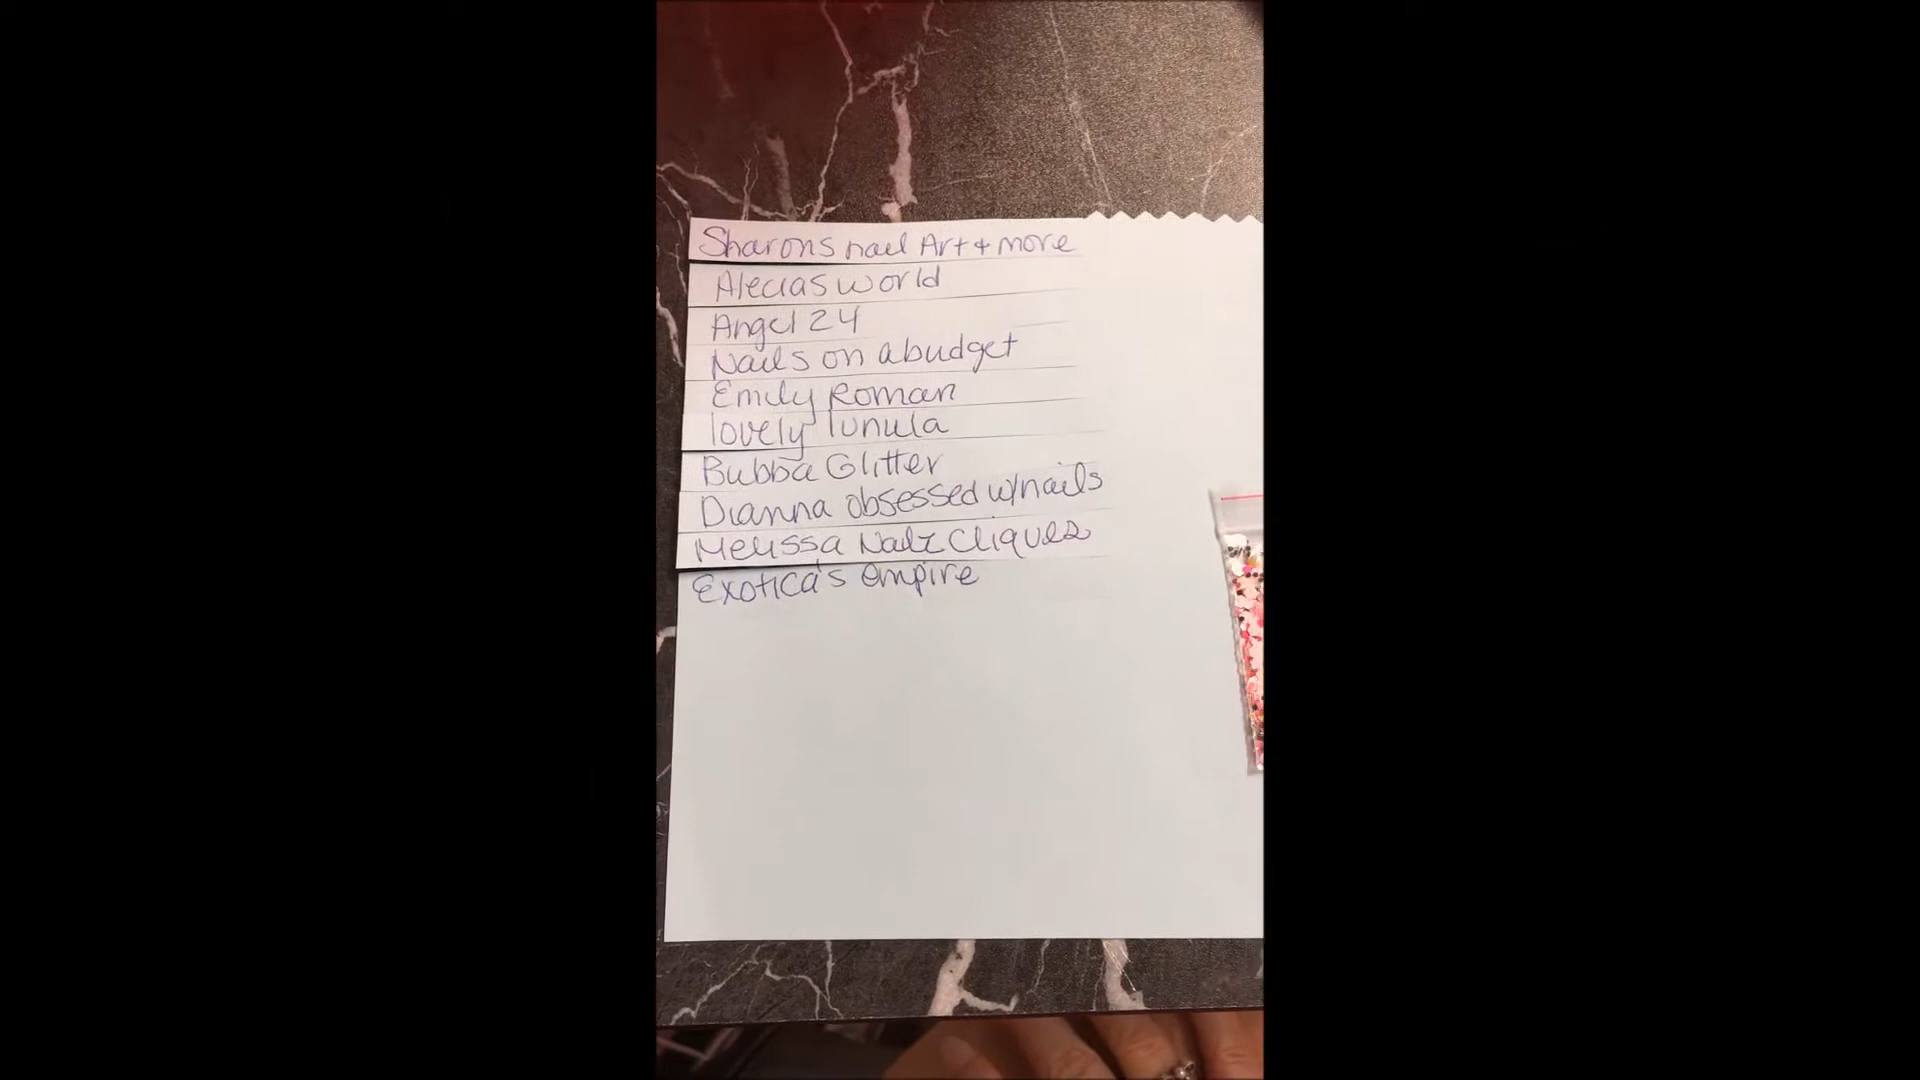 Sharons nail Art + more
Alecias world
Angel 24
Nails on a budget
Emily Roman
lovely lunula
Bubba Glitter
Dianna obsessed w/nails
Melissa Nailz Cliques
Exotica's empire